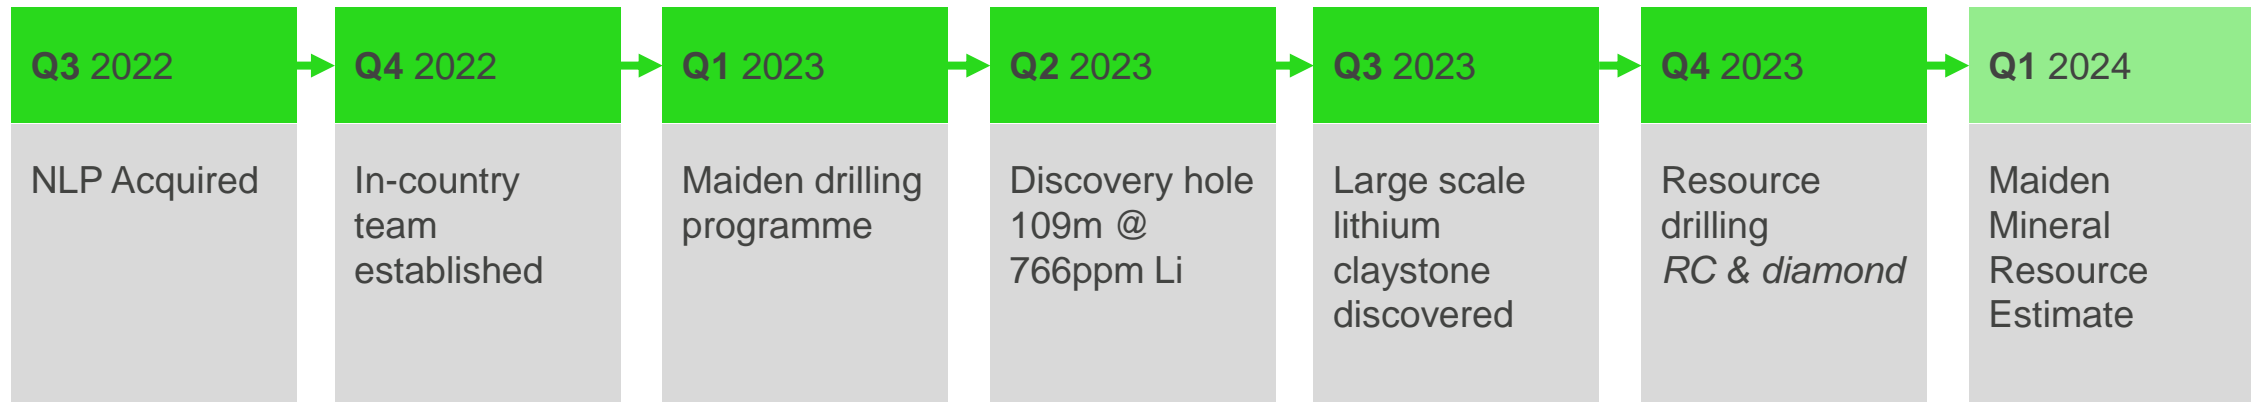 Q3 2022
NLP Acquired
Q4 2022
In-country
team
established
Q1 2023
Maiden drilling
programme
Q2 2023
Discovery hole
109m @
766ppm Li
Q3 2023
Large scale
lithium
claystone
discovered
Q4 2023
Resource
drilling
RC & diamond
Q1 2024
Maiden
Mineral
Resource
Estimate